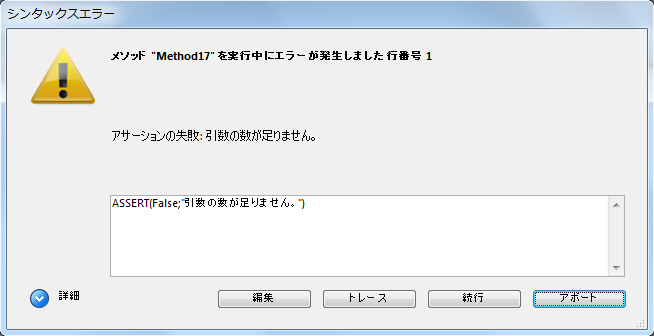 シンタックスエラー
メソッド "Method17" を実行中にエラーが発生しました 行番号 1
アサーションの失敗: 引数の数が足りません。
ASSERT(False;"引数の数が足りません。")
詳細
編集
トレース
続行
アボート